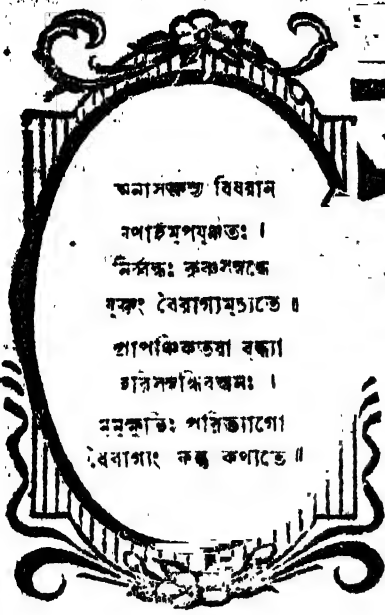 অনাসক্তস্য বিষয়ান
যথার্হমুপযুঞ্জতঃ ।
নির্ব্বন্ধঃ কৃষ্ণসম্বন্ধে
যুক্তং বৈরাগ্যমুচ্যতে ॥
প্রাপঞ্চিকতয়া বুদ্ধ্যা
হরিসম্বন্ধিবস্তুনঃ ।
মুমুক্ষুভিঃ পরিত্যাগো
বৈরাগ্যং ফল্গু কথ্যতে ॥